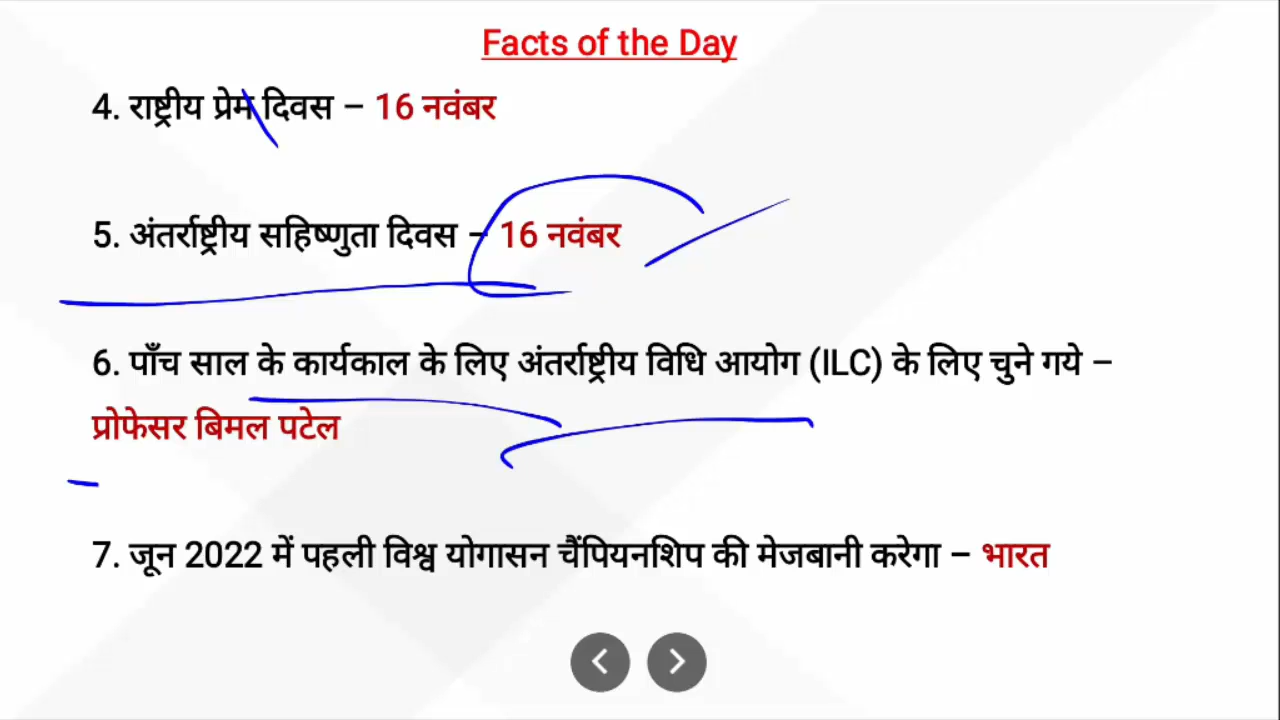 Facts of the Day
4. राष्ट्रीय प्रेम दिवस – 16 नवंबर
5. अंतर्राष्ट्रीय सहिष्णुता दिवस – 16 नवंबर
6. पाँच साल के कार्यकाल के लिए अंतर्राष्ट्रीय विधि आयोग (ILC) के लिए चुने गये –
प्रोफेसर बिमल पटेल
7. जून 2022 में पहली विश्व योगासन चैंपियनशिप की मेजबानी करेगा – भारत